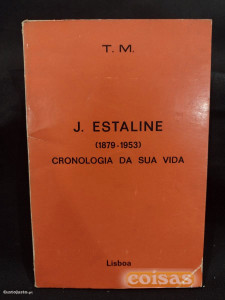 T. M.
J. ESTALINE
(1879-1953)
CRONOLOGIA DA SUA VIDA
Lisboa
coisas